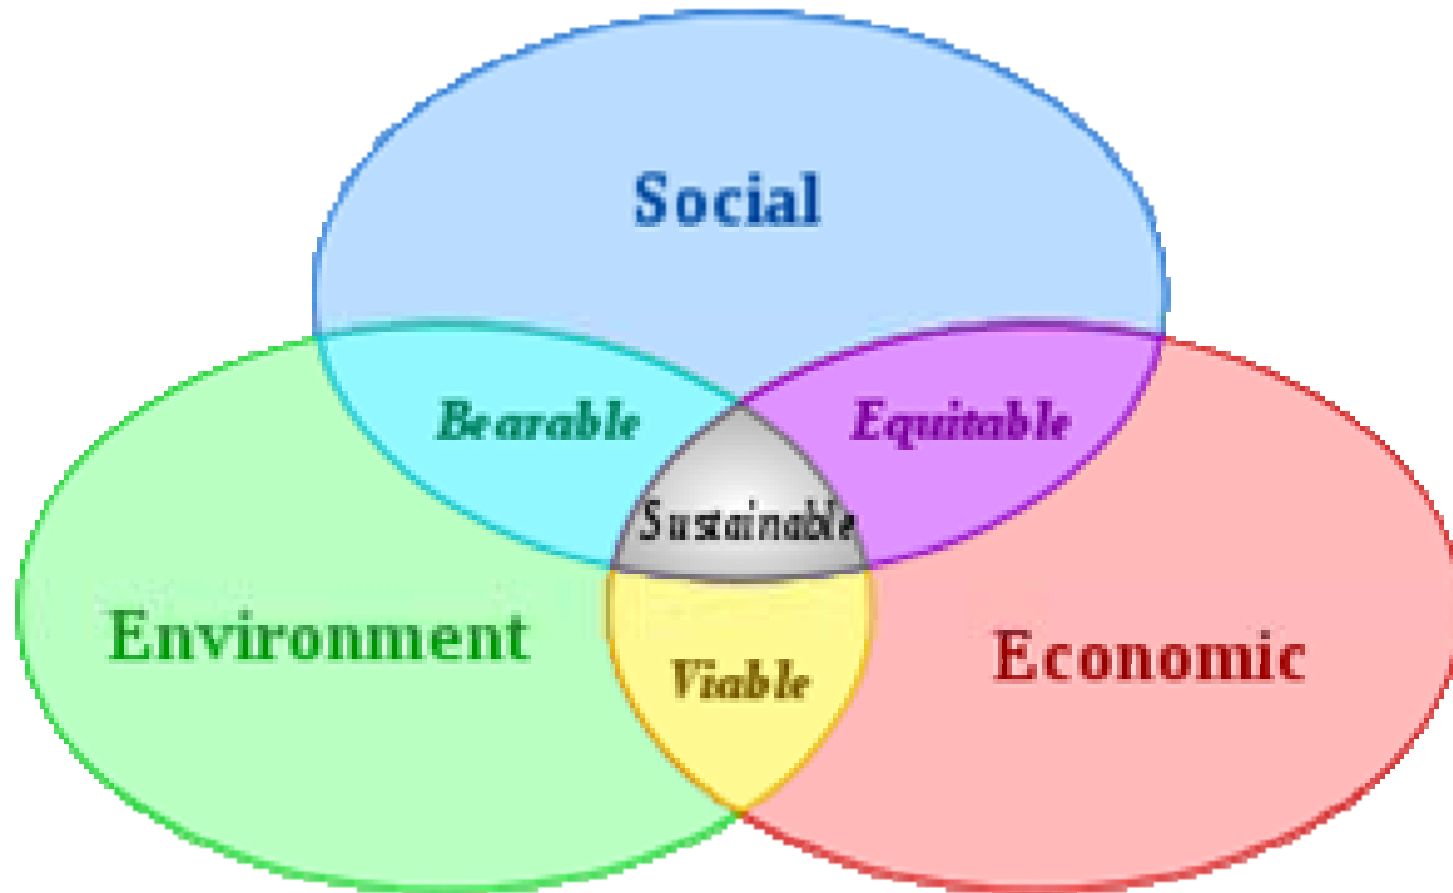 Social
Bearable
Equitable
Sustainable
Environment
Economic
Viable